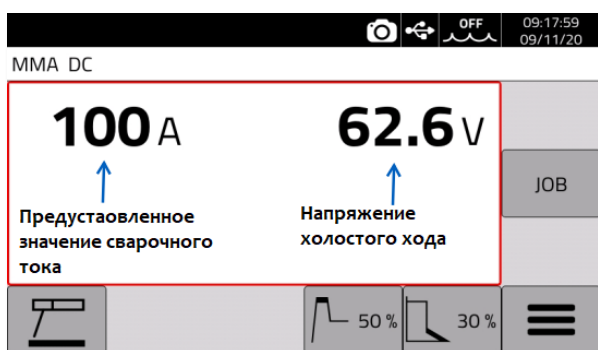 OFF
09:17:59
09/11/20
MMA DC
100 A
62.6 V
JOB
Предустаовленное
значение сварочного
тока
Напряжение
холостого хода
50 %
30 %